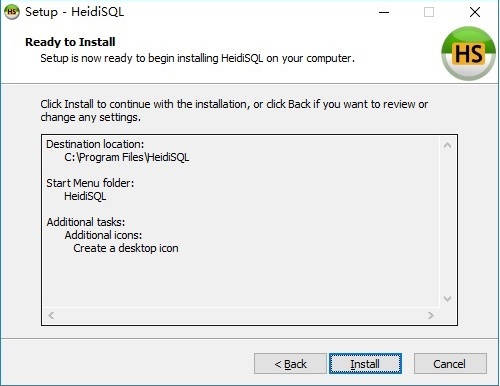 Setup - HeidiSQL
Ready to Install
Setup is now ready to begin installing HeidiSQL on your computer.
HS
Click Install to continue with the installation, or click Back if you want to review or
change any settings.
Destination location:
C:\Program Files\HeidiSQL
Start Menu folder:
HeidiSQL
Additional tasks:
Additional icons:
Create a desktop icon
< Back
Install
Cancel